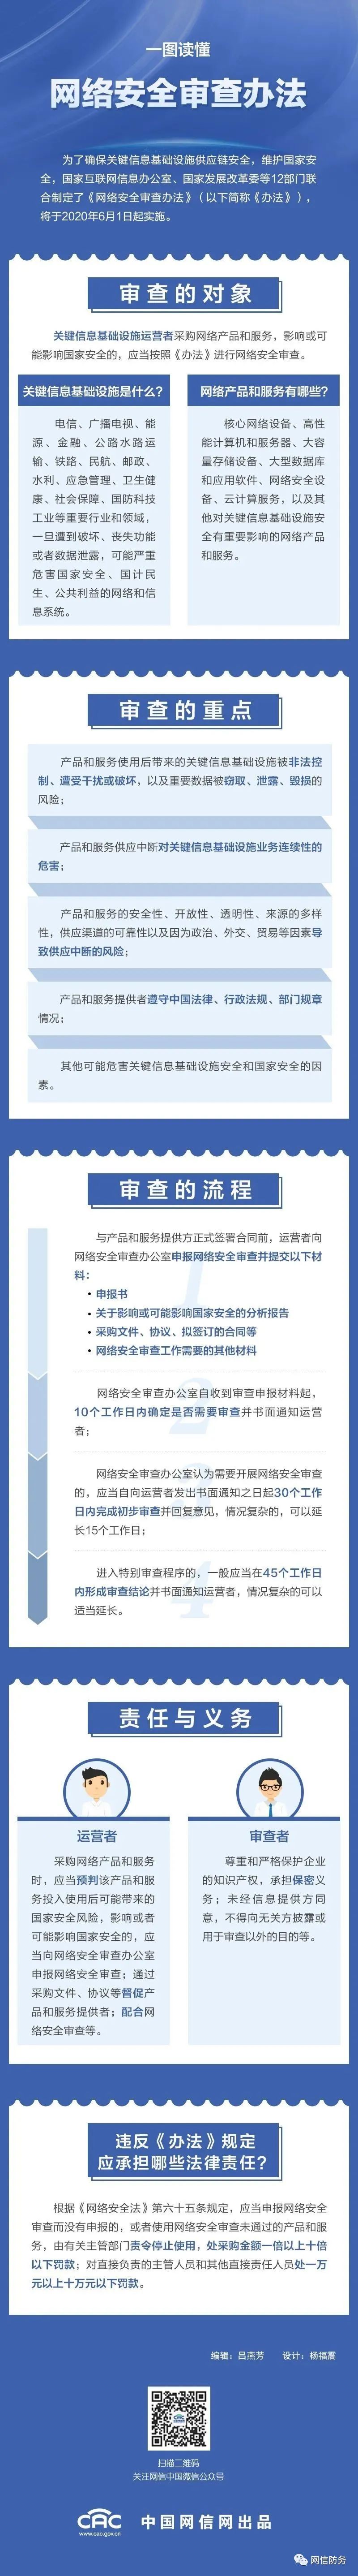 一图读懂
网络安全审查办法
为了确保关键信息基础设施供应链安全，维护国家安
全，国家互联网信息办公室、国家发展改革委等12部门联
合制定了《网络安全审查办法》（以下简称《办法》），
将于2020年6月1日起实施。
审查的对象
关键信息基础设施运营者采购网络产品和服务，影响或可
能影响国家安全的，应当按照《办法》进行网络安全审查。
关键信息基础设施是什么？
电信、广播电视、能
源、金融、公路水路运
输、铁路、民航、邮政、
水利、应急管理、卫生健
康、社会保障、国防科技
工业等重要行业和领域，
一旦遭到破坏、丧失功能
或者数据泄露，可能严重
危害国家安全、国计民
生、公共利益的网络和信
息系统。
网络产品和服务有哪些？
核心网络设备、高性
能计算机和服务器、大容
量存储设备、大型数据库
和应用软件、网络安全设
备、云计算服务，以及其
他对关键信息基础设施安
全有重要影响的网络产品
和服务。
审查的重点
产品和服务使用后带来的关键信息基础设施被非法控
制、遭受干扰或破坏，以及重要数据被窃取、泄露、毁损的
风险；
产品和服务供应中断对关键信息基础设施业务连续性的
危害；
产品和服务的安全性、开放性、透明性、来源的多样
性，供应渠道的可靠性以及因为政治、外交、贸易等因素导
致供应中断的风险；
产品和服务提供者遵守中国法律、行政法规、部门规章
情况；
其他可能危害关键信息基础设施安全和国家安全的因
素。
审查的流程
1
与产品和服务提供方正式签署合同前，运营者向
网络安全审查办公室申报网络安全审查并提交以下材
料：
• 申报书
• 关于影响或可能影响国家安全的分析报告
• 采购文件、协议、拟签订的合同等
• 网络安全审查工作需要的其他材料
2
网络安全审查办公室自收到审查申报材料起，
10个工作日内确定是否需要审查并书面通知运营
者；
3
网络安全审查办公室认为需要开展网络安全审查
的，应当自向运营者发出书面通知之日起30个工作
日内完成初步审查并回复意见，情况复杂的，可以延
长15个工作日；
4
进入特别审查程序的，一般应当在45个工作日
内形成审查结论并书面通知运营者，情况复杂的可以
适当延长。
责任与义务
运营者
采购网络产品和服务
时，应当预判该产品和服
务投入使用后可能带来的
国家安全风险，影响或者
可能影响国家安全的，应
当向网络安全审查办公室
申报网络安全审查；通过
采购文件、协议等督促产
品和服务提供者；配合网
络安全审查等。
审查者
尊重和严格保护企业
的知识产权，承担保密义
务；未经信息提供方同
意，不得向无关方披露或
用于审查以外的目的等。
违反《办法》规定
应承担哪些法律责任？
根据《网络安全法》第六十五条规定，应当申报网络安全
审查而没有申报的，或者使用网络安全审查未通过的产品和服
务，由有关主管部门责令停止使用，处采购金额一倍以上十倍
以下罚款；对直接负责的主管人员和其他直接责任人员处一万
元以上十万元以下罚款。
编辑：吕燕芳 设计：杨福震
扫描二维码
关注网信中国微信公众号
CAC
www.cac.gov.cn
中国网信网出品
网信防务